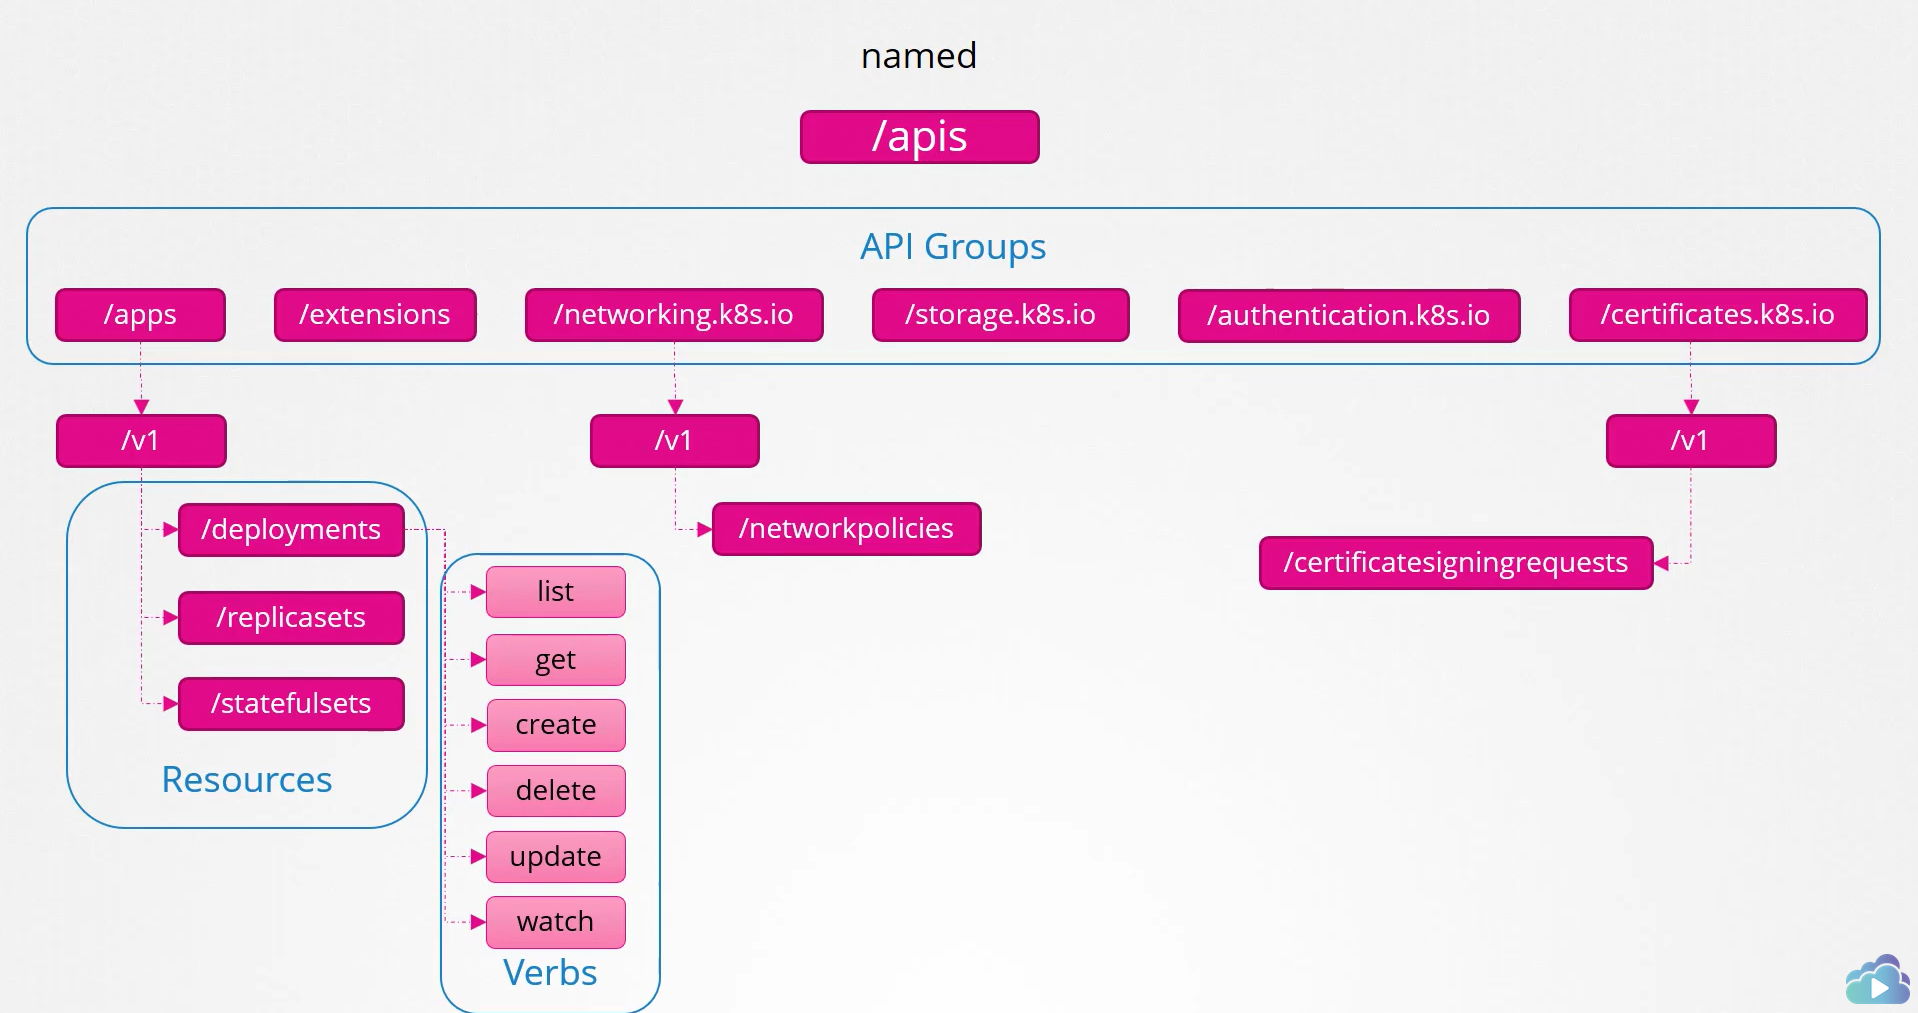 named
/apis
API Groups
/apps
/extensions
/networking.k8s.io
/storage.k8s.io
/authentication.k8s.io
/certificates.k8s.io
/v1
/v1
/v1
/deployments
/replicasets
/statefulsets
Resources
list
get
create
delete
update
watch
Verbs
/networkpolicies
/certificatesigningrequests